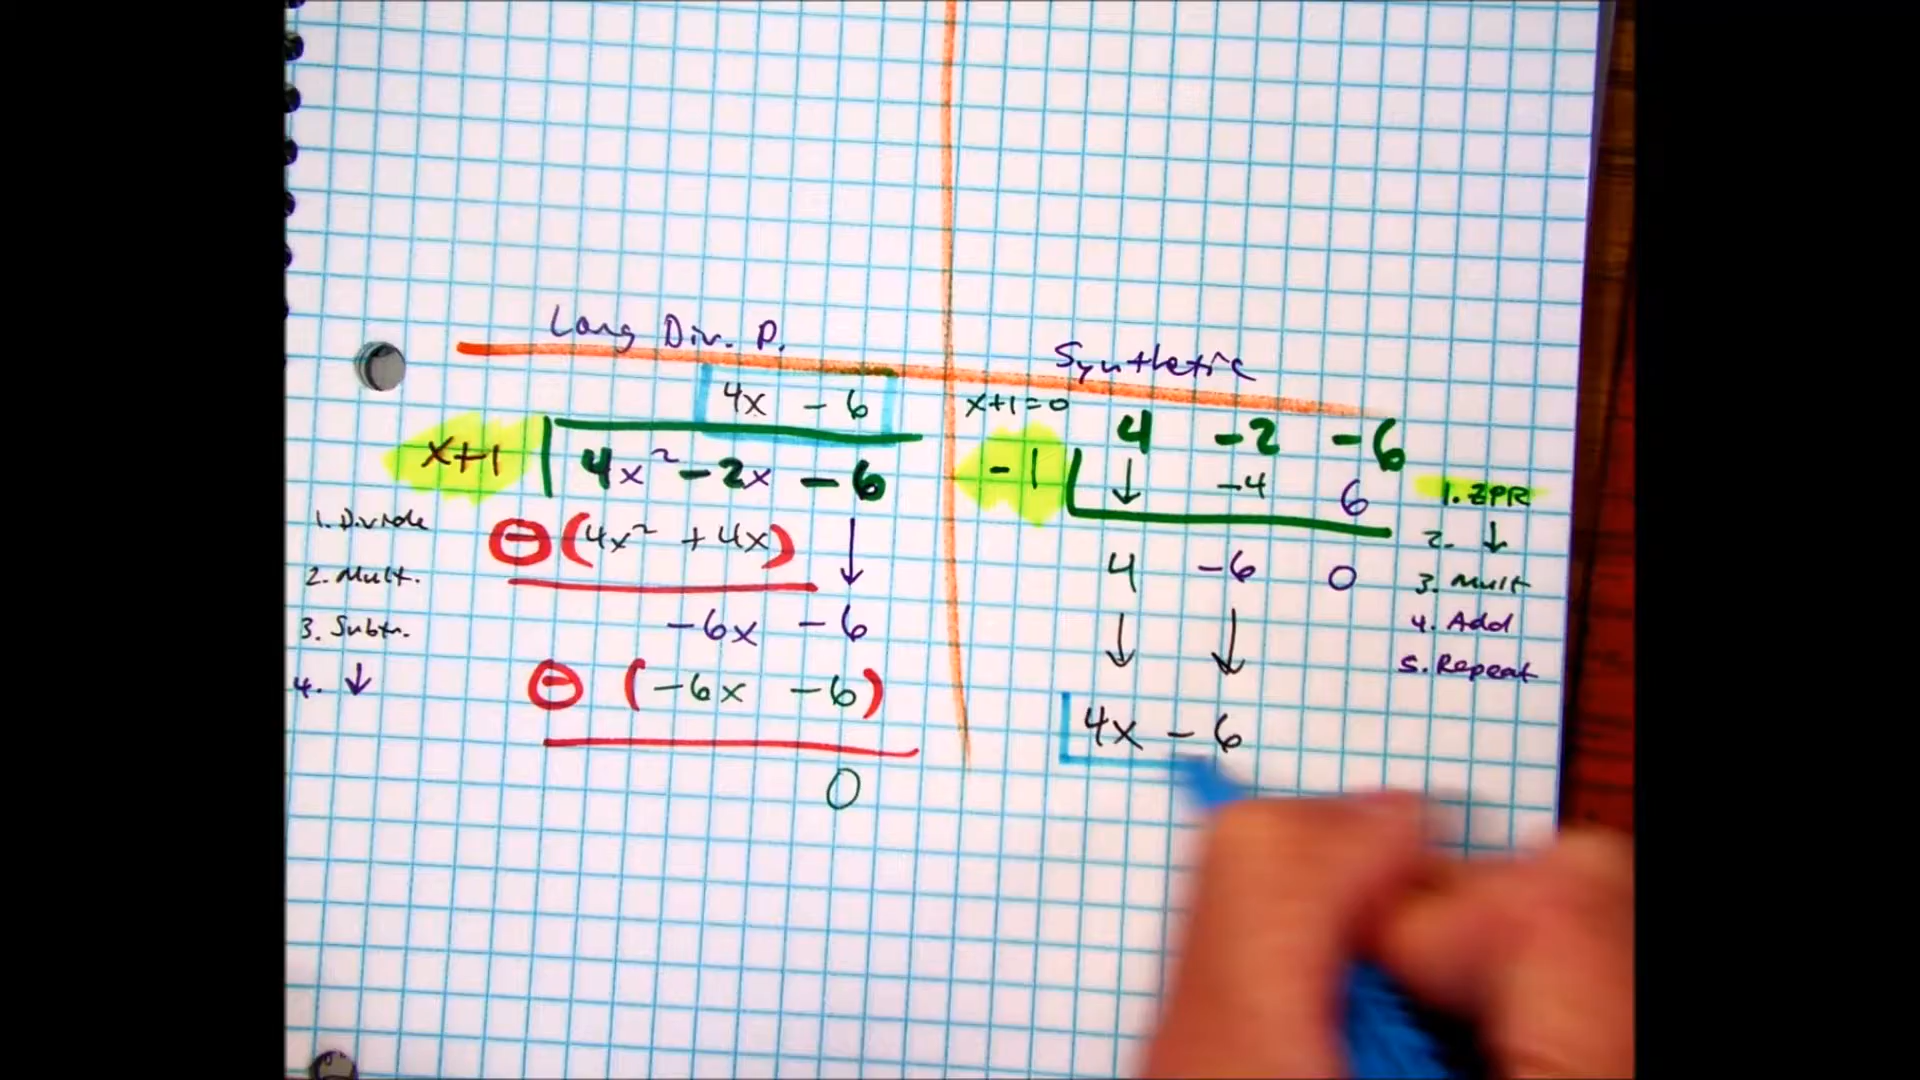 Long Div. P.
4x - 6
x+1 4x² - 2x - 6
1. Divide
⊖ (4x² + 4x)
2. Mult.
-6x - 6
3. Subtr.
⊖ (-6x - 6)
4. ↓
0
Synthetic
x+1=0
4 -2 -6
-1 ↓ -4 6
4 -6 0
4x - 6
1. ZPR
2. ↓
3. Mult
4. Add
5. Repeat